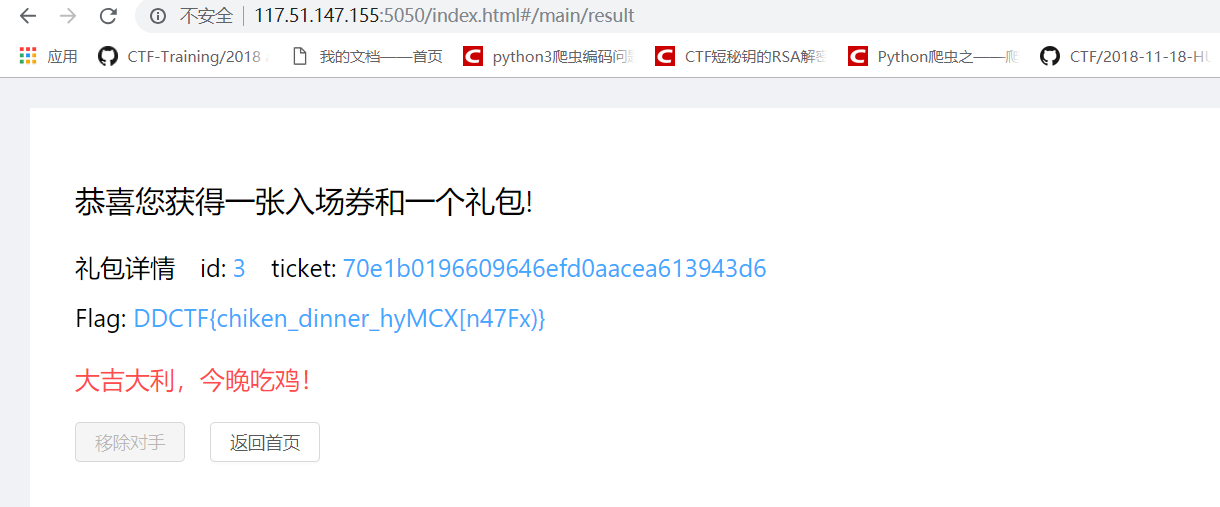 不安全 117.51.147.155:5050/index.html#/main/result
应用 CTF-Training/2018 我的文档——首页 python3爬虫编码问 CTF短秘钥的RSA解密 Python爬虫之——爬 CTF/2018-11-18-HU
恭喜您获得一张入场券和一个礼包!
礼包详情 id: 3 ticket: 70e1b0196609646efd0aacea613943d6
Flag: DDCTF{chiken_dinner_hyMCX[n47Fx)}
大吉大利，今晚吃鸡!
移除对手 返回首页